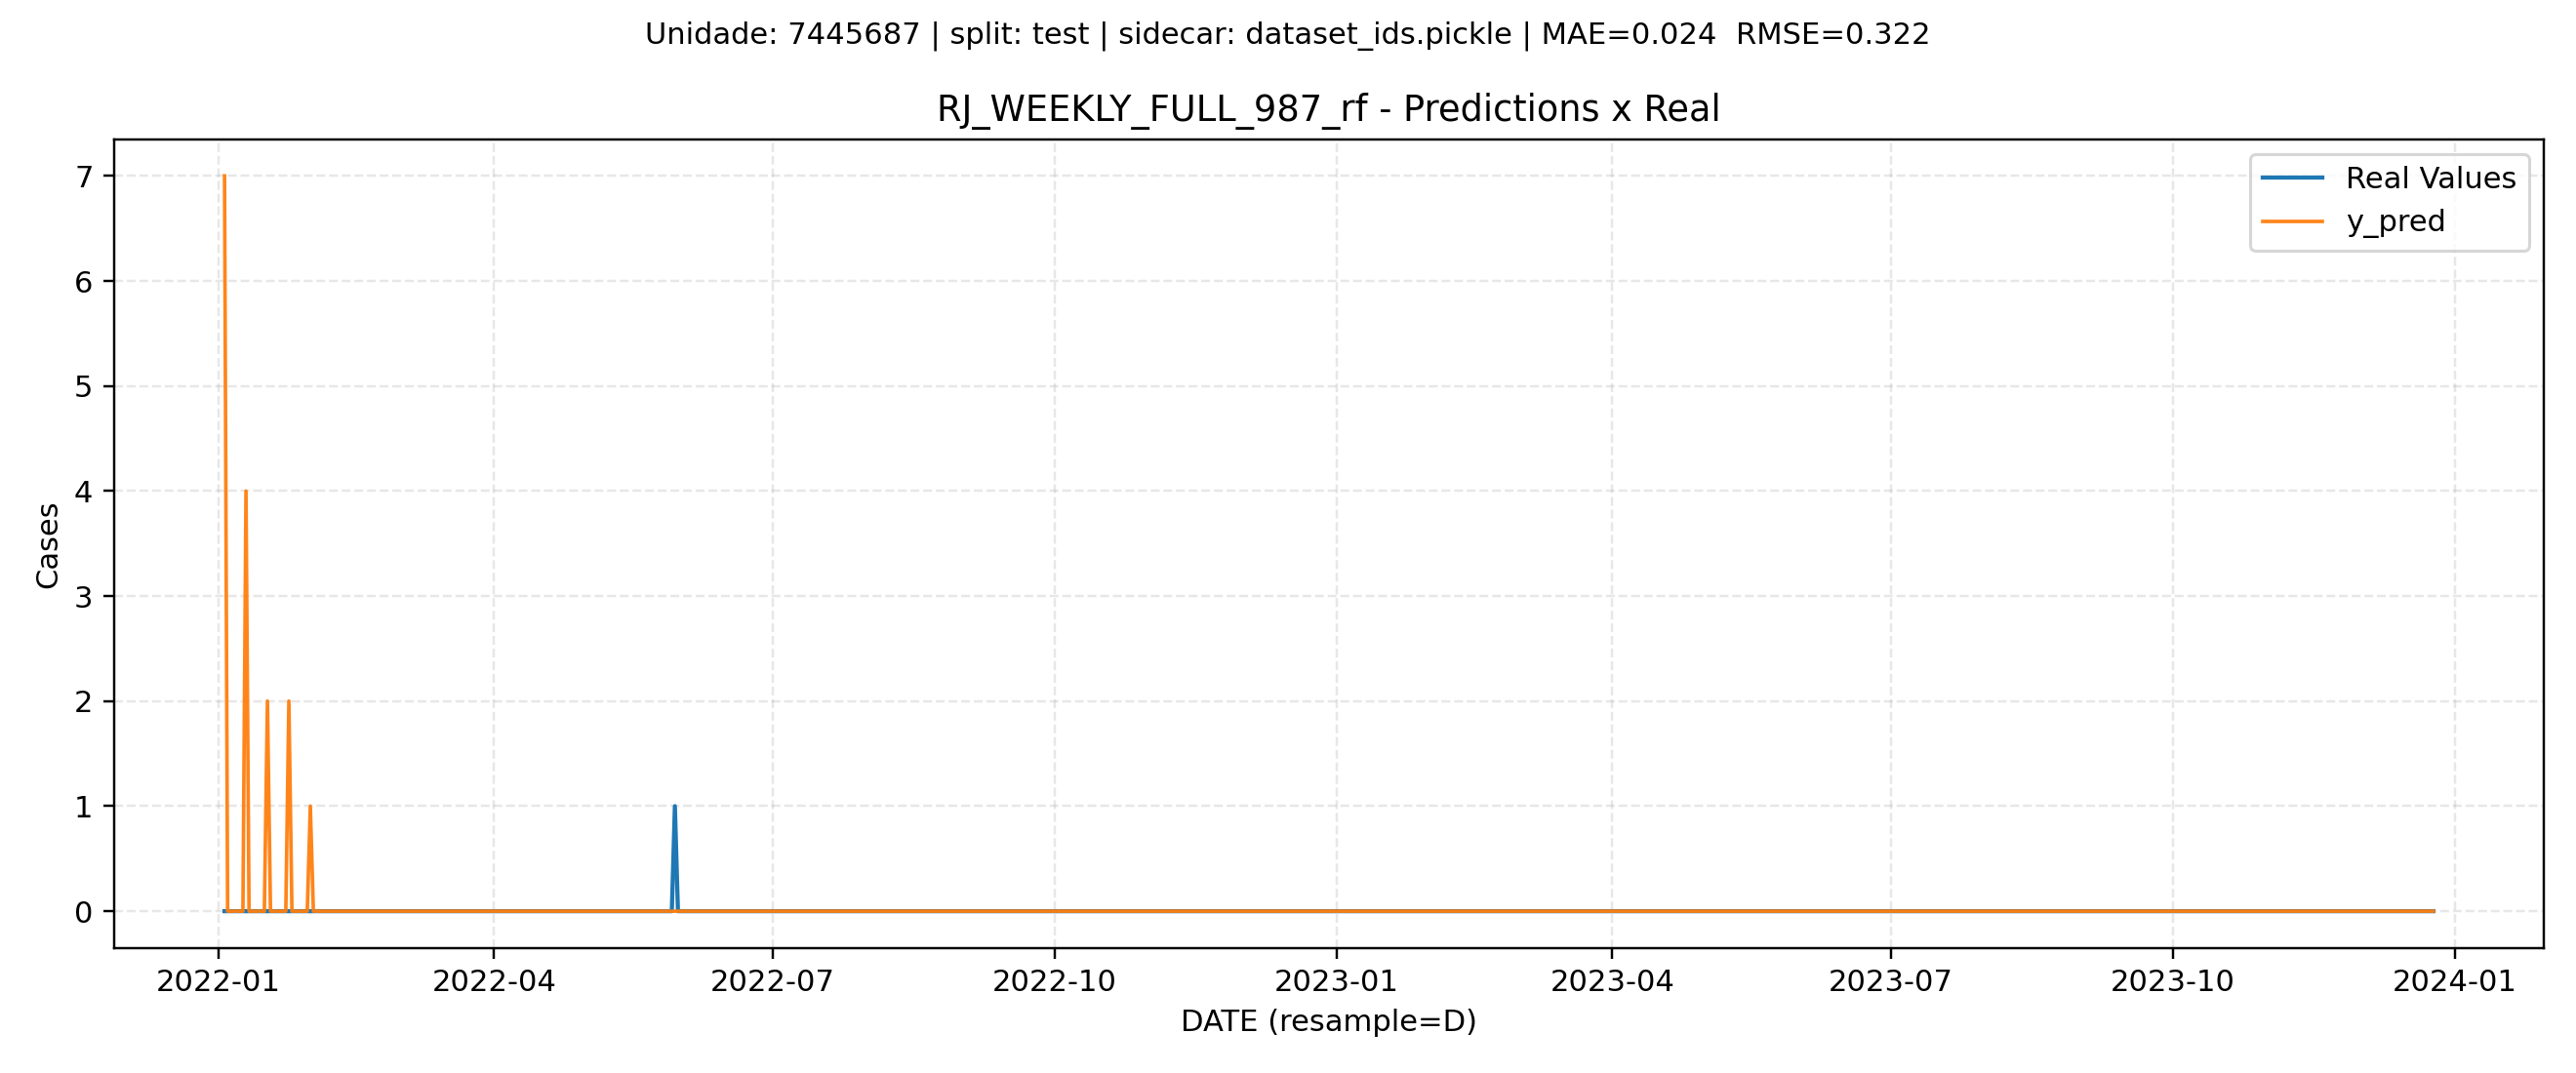 Unidade: 7445687 | split: test | sidecar: dataset_ids.pickle | MAE=0.024  RMSE=0.322
RJ_WEEKLY_FULL_987_rf - Predictions x Real
Real Values
y_pred
Cases
7
6
5
4
3
2
1
0
2022-01 2022-04 2022-07 2022-10 2023-01 2023-04 2023-07 2023-10 2024-01
DATE (resample=D)